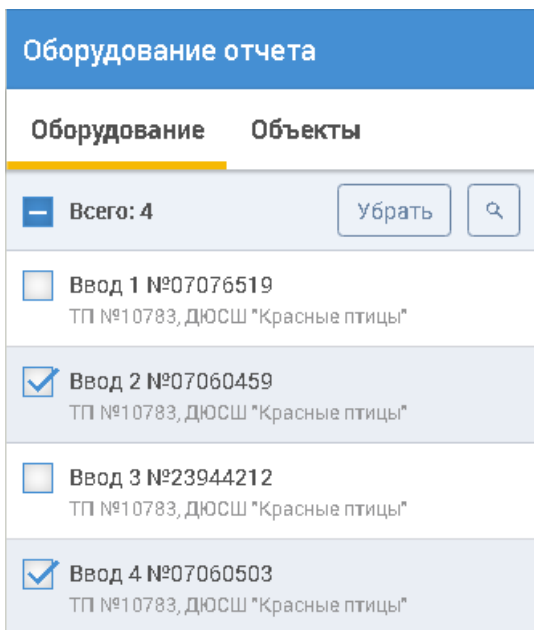 Оборудование отчета
Оборудование Объекты
Всего: 4 Убрать
Ввод 1 №07076519
ТП №10783, ДЮСШ "Красные птицы"
Ввод 2 №07060459
ТП №10783, ДЮСШ "Красные птицы"
Ввод 3 №23944212
ТП №10783, ДЮСШ "Красные птицы"
Ввод 4 №07060503
ТП №10783, ДЮСШ "Красные птицы"